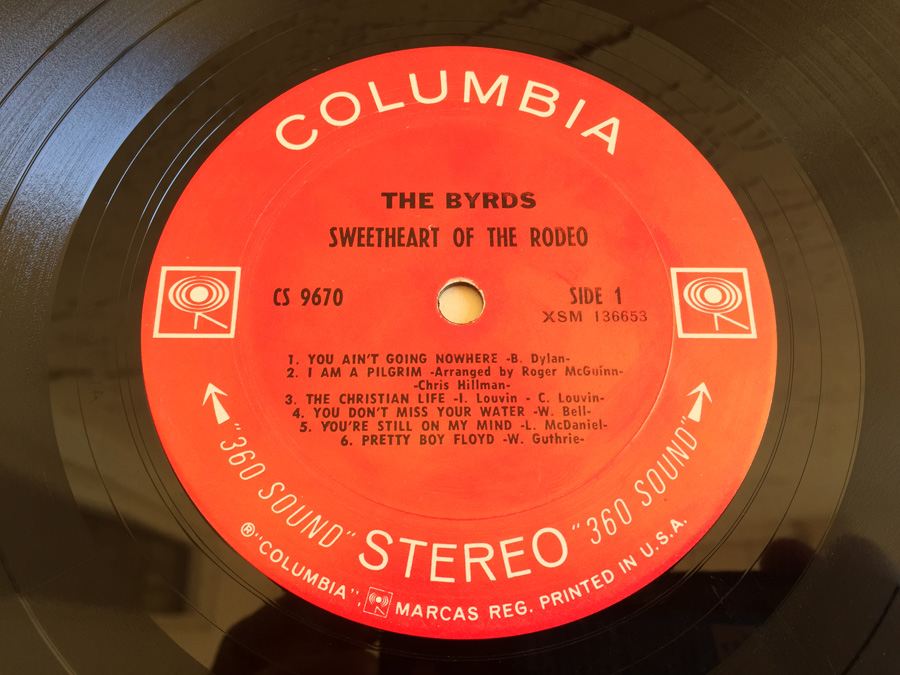 COLUMBIA
THE BYRDS
SWEETHEART OF THE RODEO
CS 9670
SIDE 1
XSM 136653
1. YOU AIN'T GOING NOWHERE -B. Dylan-
2. I AM A PILGRIM -Arranged by Roger McGuinn-
-Chris Hillman-
3. THE CHRISTIAN LIFE -I. Louvin - C. Louvin-
4. YOU DON'T MISS YOUR WATER -W. Bell-
5. YOU'RE STILL ON MY MIND -L. McDaniel-
6. PRETTY BOY FLOYD -W. Guthrie-
"360 SOUND" STEREO "360 SOUND"
® "COLUMBIA", MARCAS REG. PRINTED IN U.S.A.